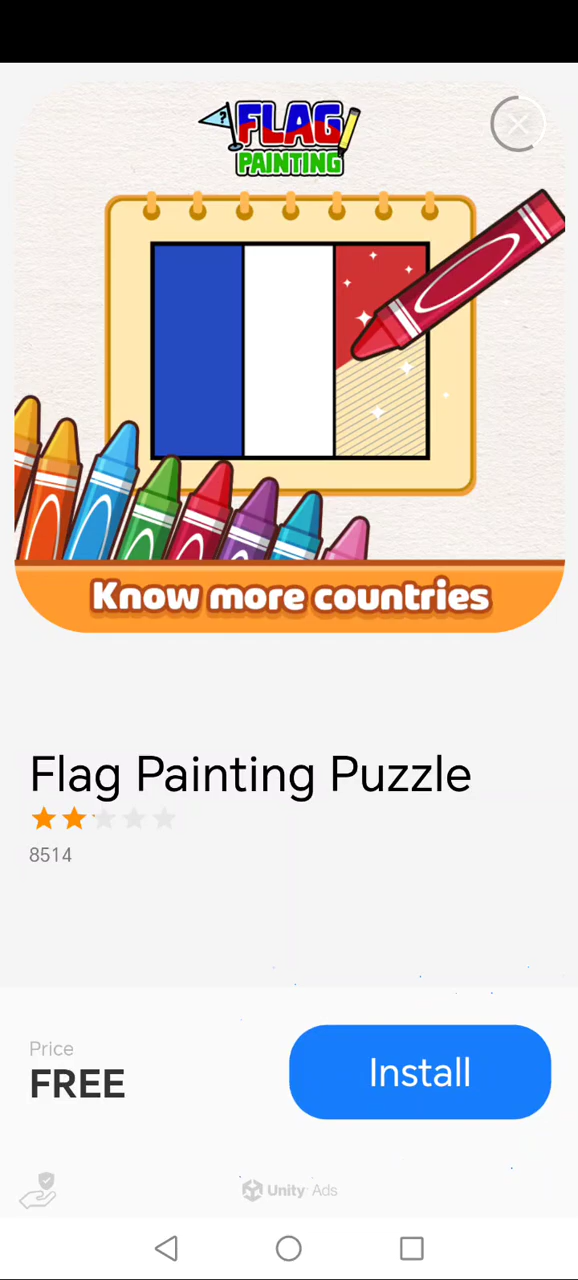 ?
FLAG
PAINTING
Know more countries
Flag Painting Puzzle
8514
Price
FREE
Install
Unity Ads